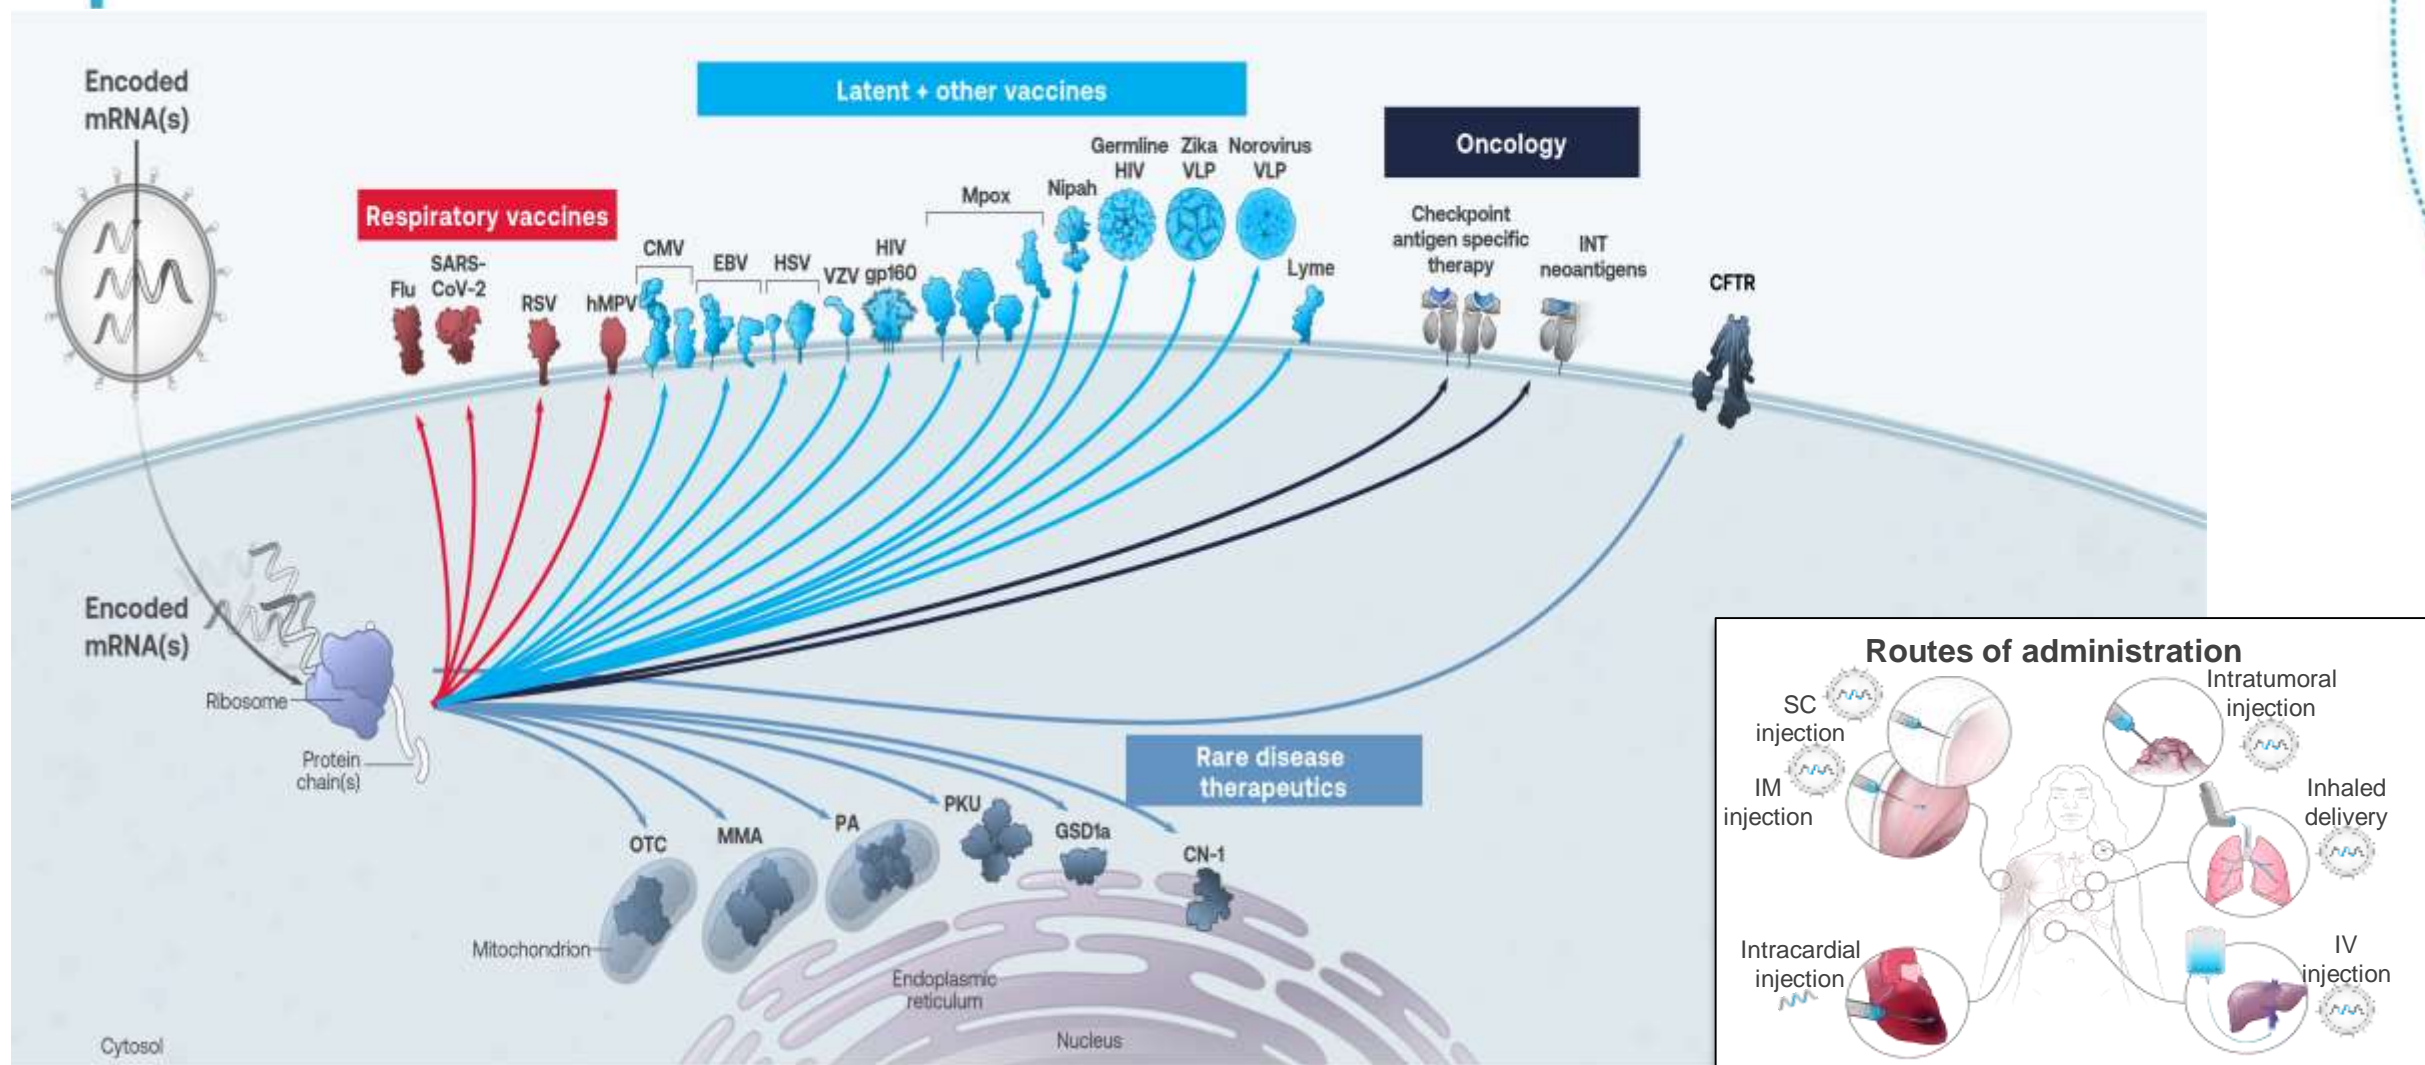 Encoded
mRNA(s)
Respiratory vaccines
Latent + other vaccines
Oncology
Flu
SARS-
CoV-2
RSV
hMPV
CMV
EBV
HSV
VZV
HIV
gp160
Mpox
Nipah
Germline
HIV
Zika
VLP
Norovirus
VLP
Lyme
Checkpoint
antigen specific
therapy
INT
neoantigens
CFTR
Encoded
mRNA(s)
Ribosome
Protein
chain(s)
Rare disease
therapeutics
OTC
MMA
PA
PKU
GSD1a
CN-1
Mitochondrion
Endoplasmic
reticulum
Nucleus
Cytosol
Routes of administration
SC
injection
IM
injection
Intracardial
injection
Intratumoral
injection
Inhaled
delivery
IV
injection